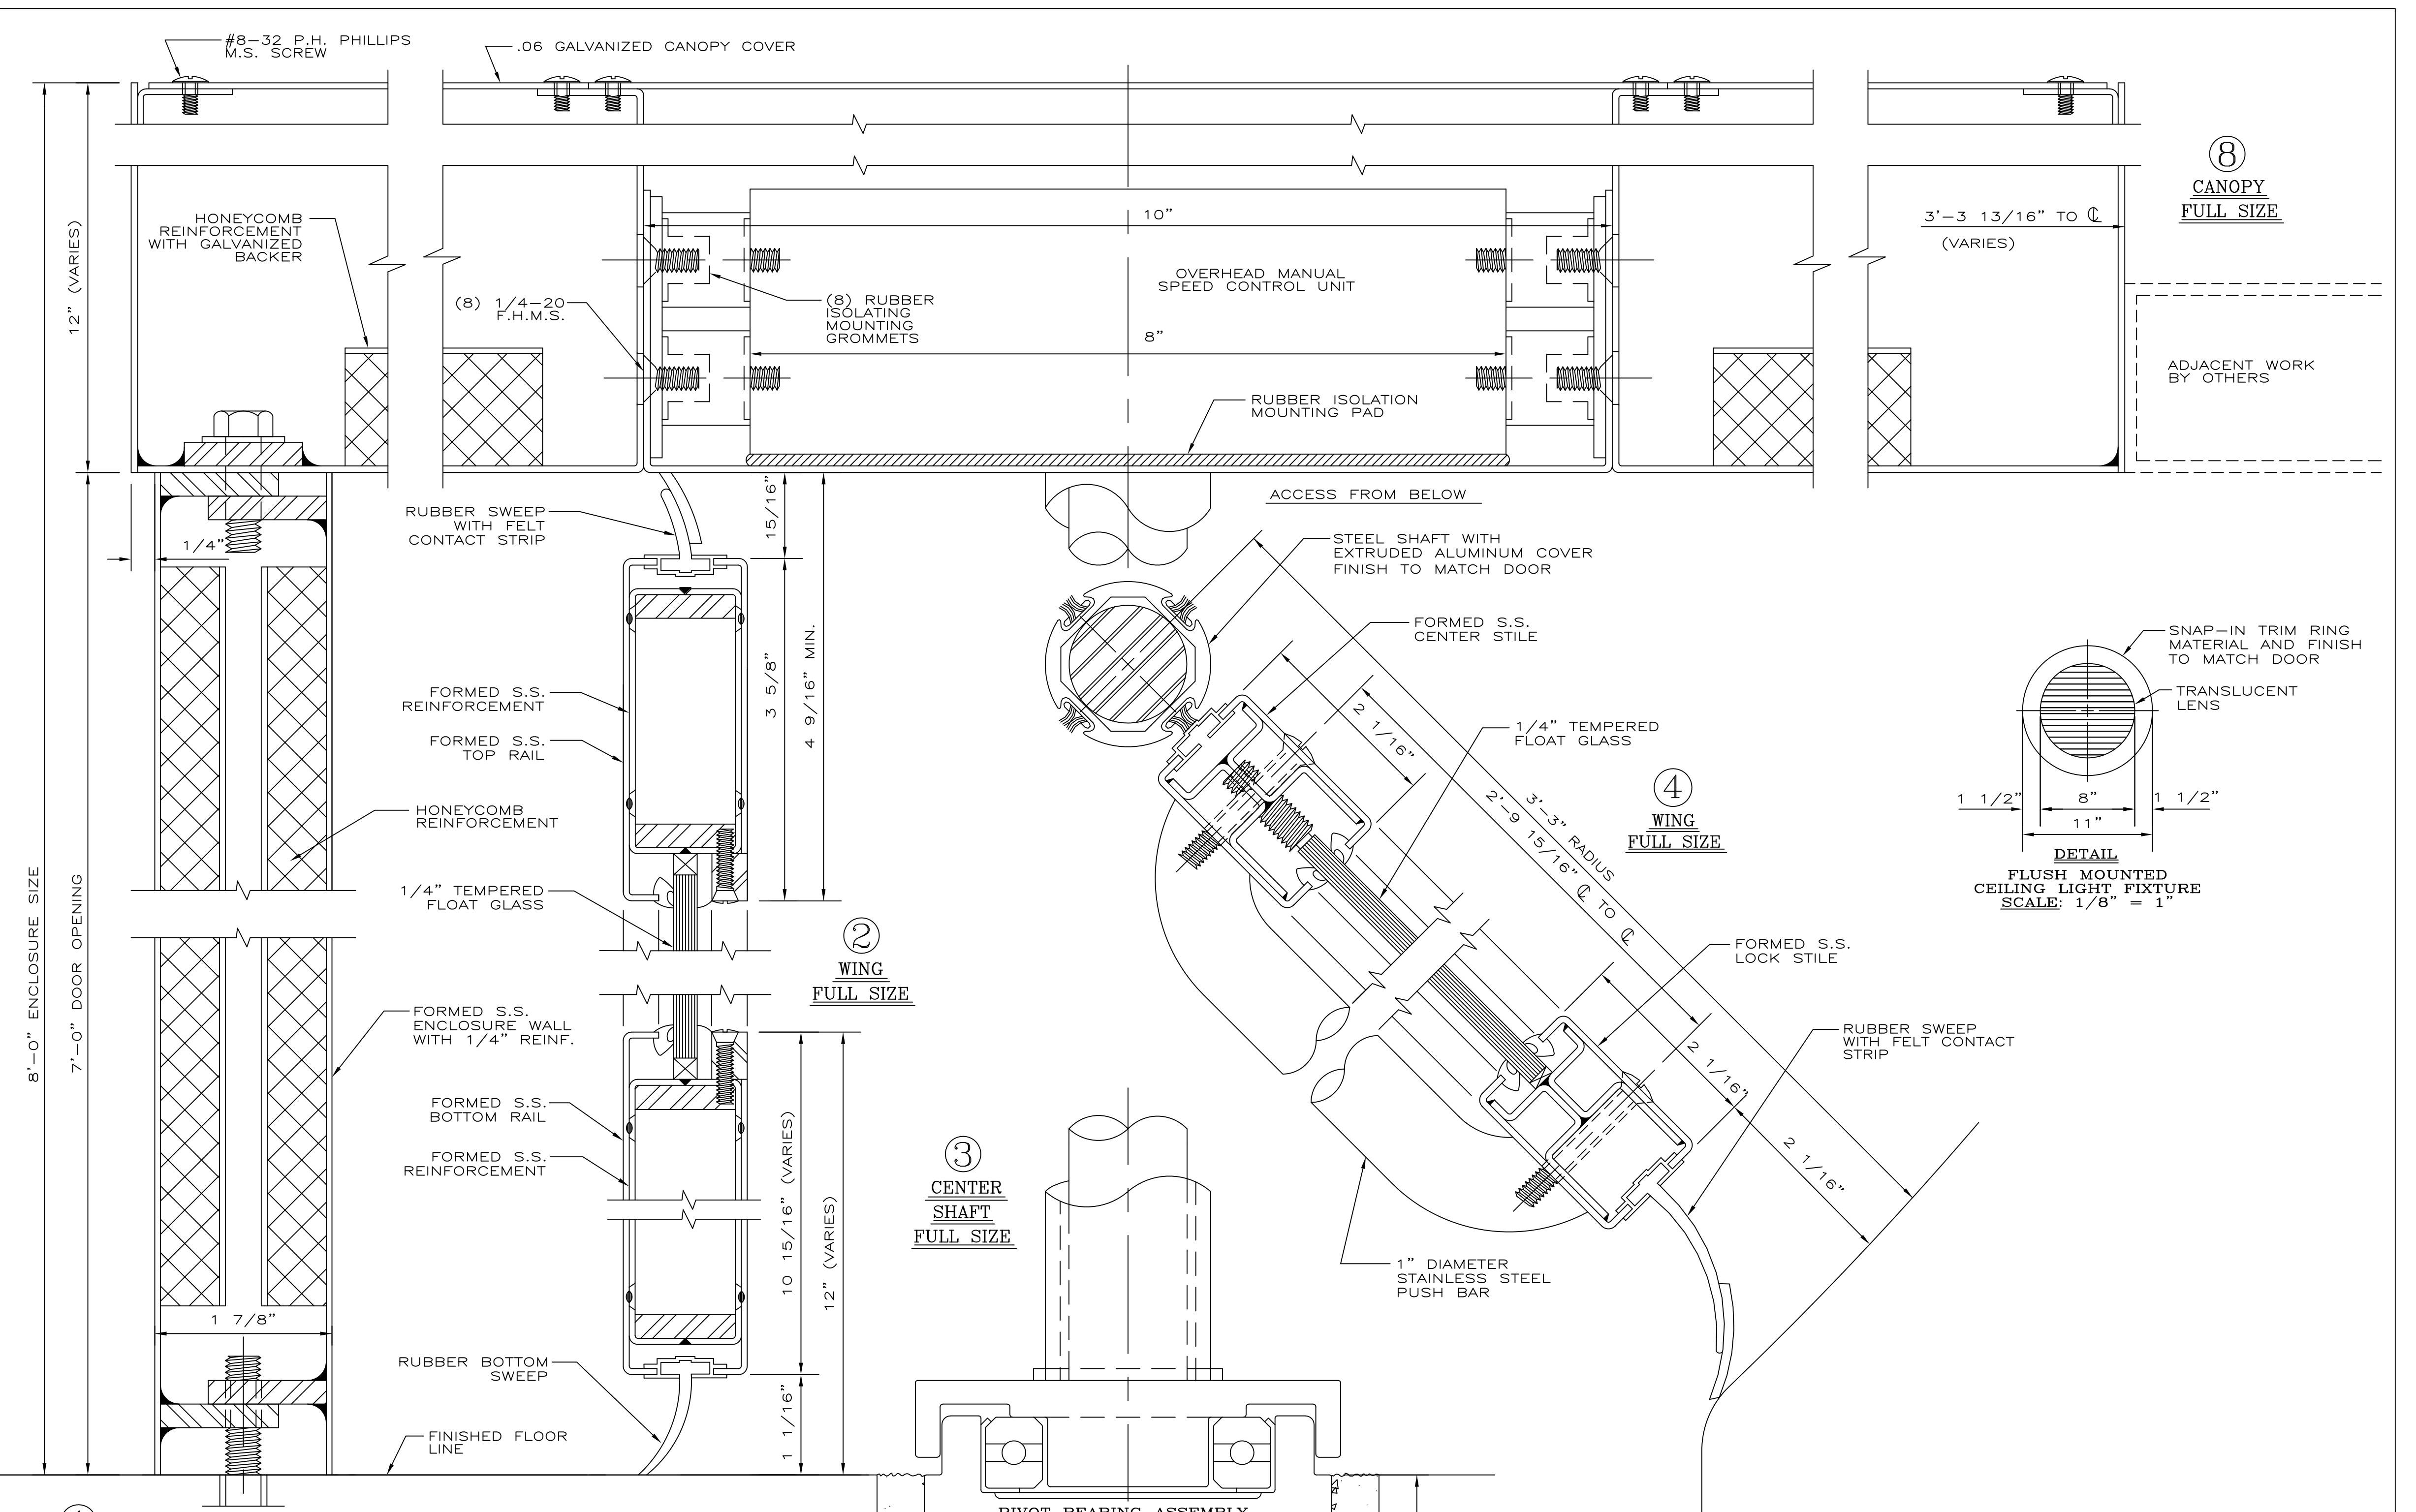 #8-32 P.H. PHILLIPS
M.S. SCREW
.06 GALVANIZED CANOPY COVER
8
CANOPY
FULL SIZE
12" (VARIES)
HONEYCOMB
REINFORCEMENT
WITH GALVANIZED
BACKER
(8) 1/4-20
F.H.M.S.
(8) RUBBER
ISOLATING
MOUNTING
GROMMETS
10"
OVERHEAD MANUAL
SPEED CONTROL UNIT
8"
RUBBER ISOLATION
MOUNTING PAD
3'-3 13/16" TO ℄
(VARIES)
ADJACENT WORK
BY OTHERS
ACCESS FROM BELOW
RUBBER SWEEP
WITH FELT
CONTACT STRIP
15/16"
1/4"
3 5/8"
4 9/16" MIN.
STEEL SHAFT WITH
EXTRUDED ALUMINUM COVER
FINISH TO MATCH DOOR
FORMED S.S.
CENTER STILE
FORMED S.S.
REINFORCEMENT
FORMED S.S.
TOP RAIL
HONEYCOMB
REINFORCEMENT
1/4" TEMPERED
FLOAT GLASS
2
WING
FULL SIZE
8'-0" ENCLOSURE SIZE
7'-0" DOOR OPENING
FORMED S.S.
ENCLOSURE WALL
WITH 1/4" REINF.
FORMED S.S.
BOTTOM RAIL
FORMED S.S.
REINFORCEMENT
10 15/16" (VARIES)
12" (VARIES)
1 7/8"
RUBBER BOTTOM
SWEEP
1 1/16"
FINISHED FLOOR
LINE
3
CENTER
SHAFT
FULL SIZE
PIVOT BEARING ASSEMBLY
2 1/16"
1/4" TEMPERED
FLOAT GLASS
4
WING
FULL SIZE
3'-3" RADIUS
2'-9 15/16" ℄ TO ℄
FORMED S.S.
LOCK STILE
RUBBER SWEEP
WITH FELT CONTACT
STRIP
2 1/16"
2 1/16"
1" DIAMETER
STAINLESS STEEL
PUSH BAR
SNAP-IN TRIM RING
MATERIAL AND FINISH
TO MATCH DOOR
TRANSLUCENT
LENS
1 1/2"
8"
1 1/2"
11"
DETAIL
FLUSH MOUNTED
CEILING LIGHT FIXTURE
SCALE: 1/8" = 1"